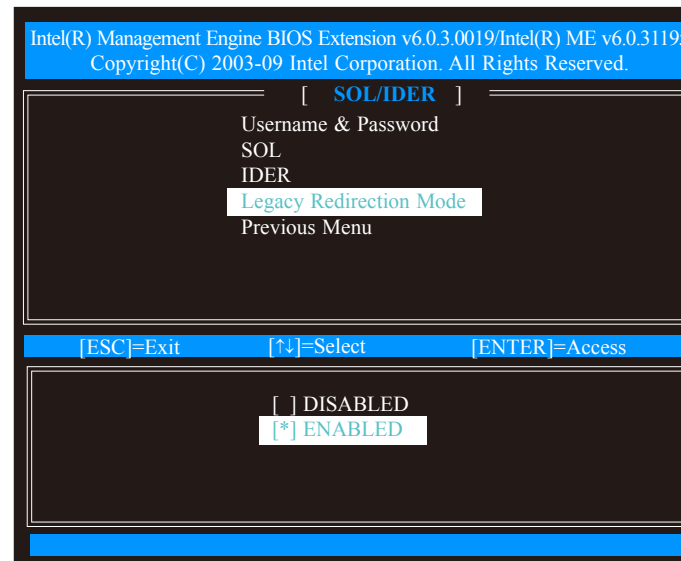 Intel(R) Management Engine BIOS Extension v6.0.3.0019/Intel(R) ME v6.0.3119
Copyright(C) 2003-09 Intel Corporation. All Rights Reserved.
[ SOL/IDER ]
Username & Password
SOL
IDER
Legacy Redirection Mode
Previous Menu
[ESC]=Exit [↑↓]=Select [ENTER]=Access
[ ] DISABLED
[*] ENABLED